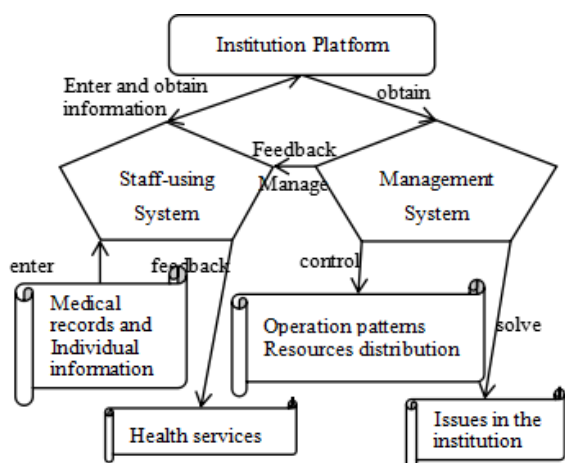 Institution Platform
Enter and obtain
information
obtain
Feedback
Manage
Staff-using
System
Management
System
enter
feedback
control
solve
Medical
records and
Individual
information
Operation patterns
Resources distribution
Health services
Issues in the
institution